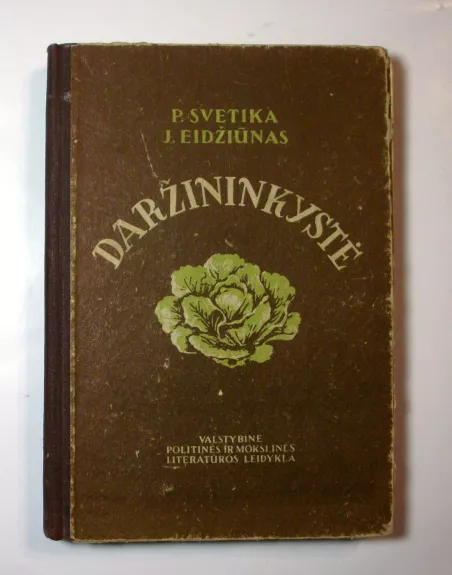 P. SVETIKA
J. EIDŽIŪNAS
DARŽININKYSTĖ
VALSTYBINĖ
POLITINĖS IR MOKSLINĖS
LITERATŪROS LEIDYKLA